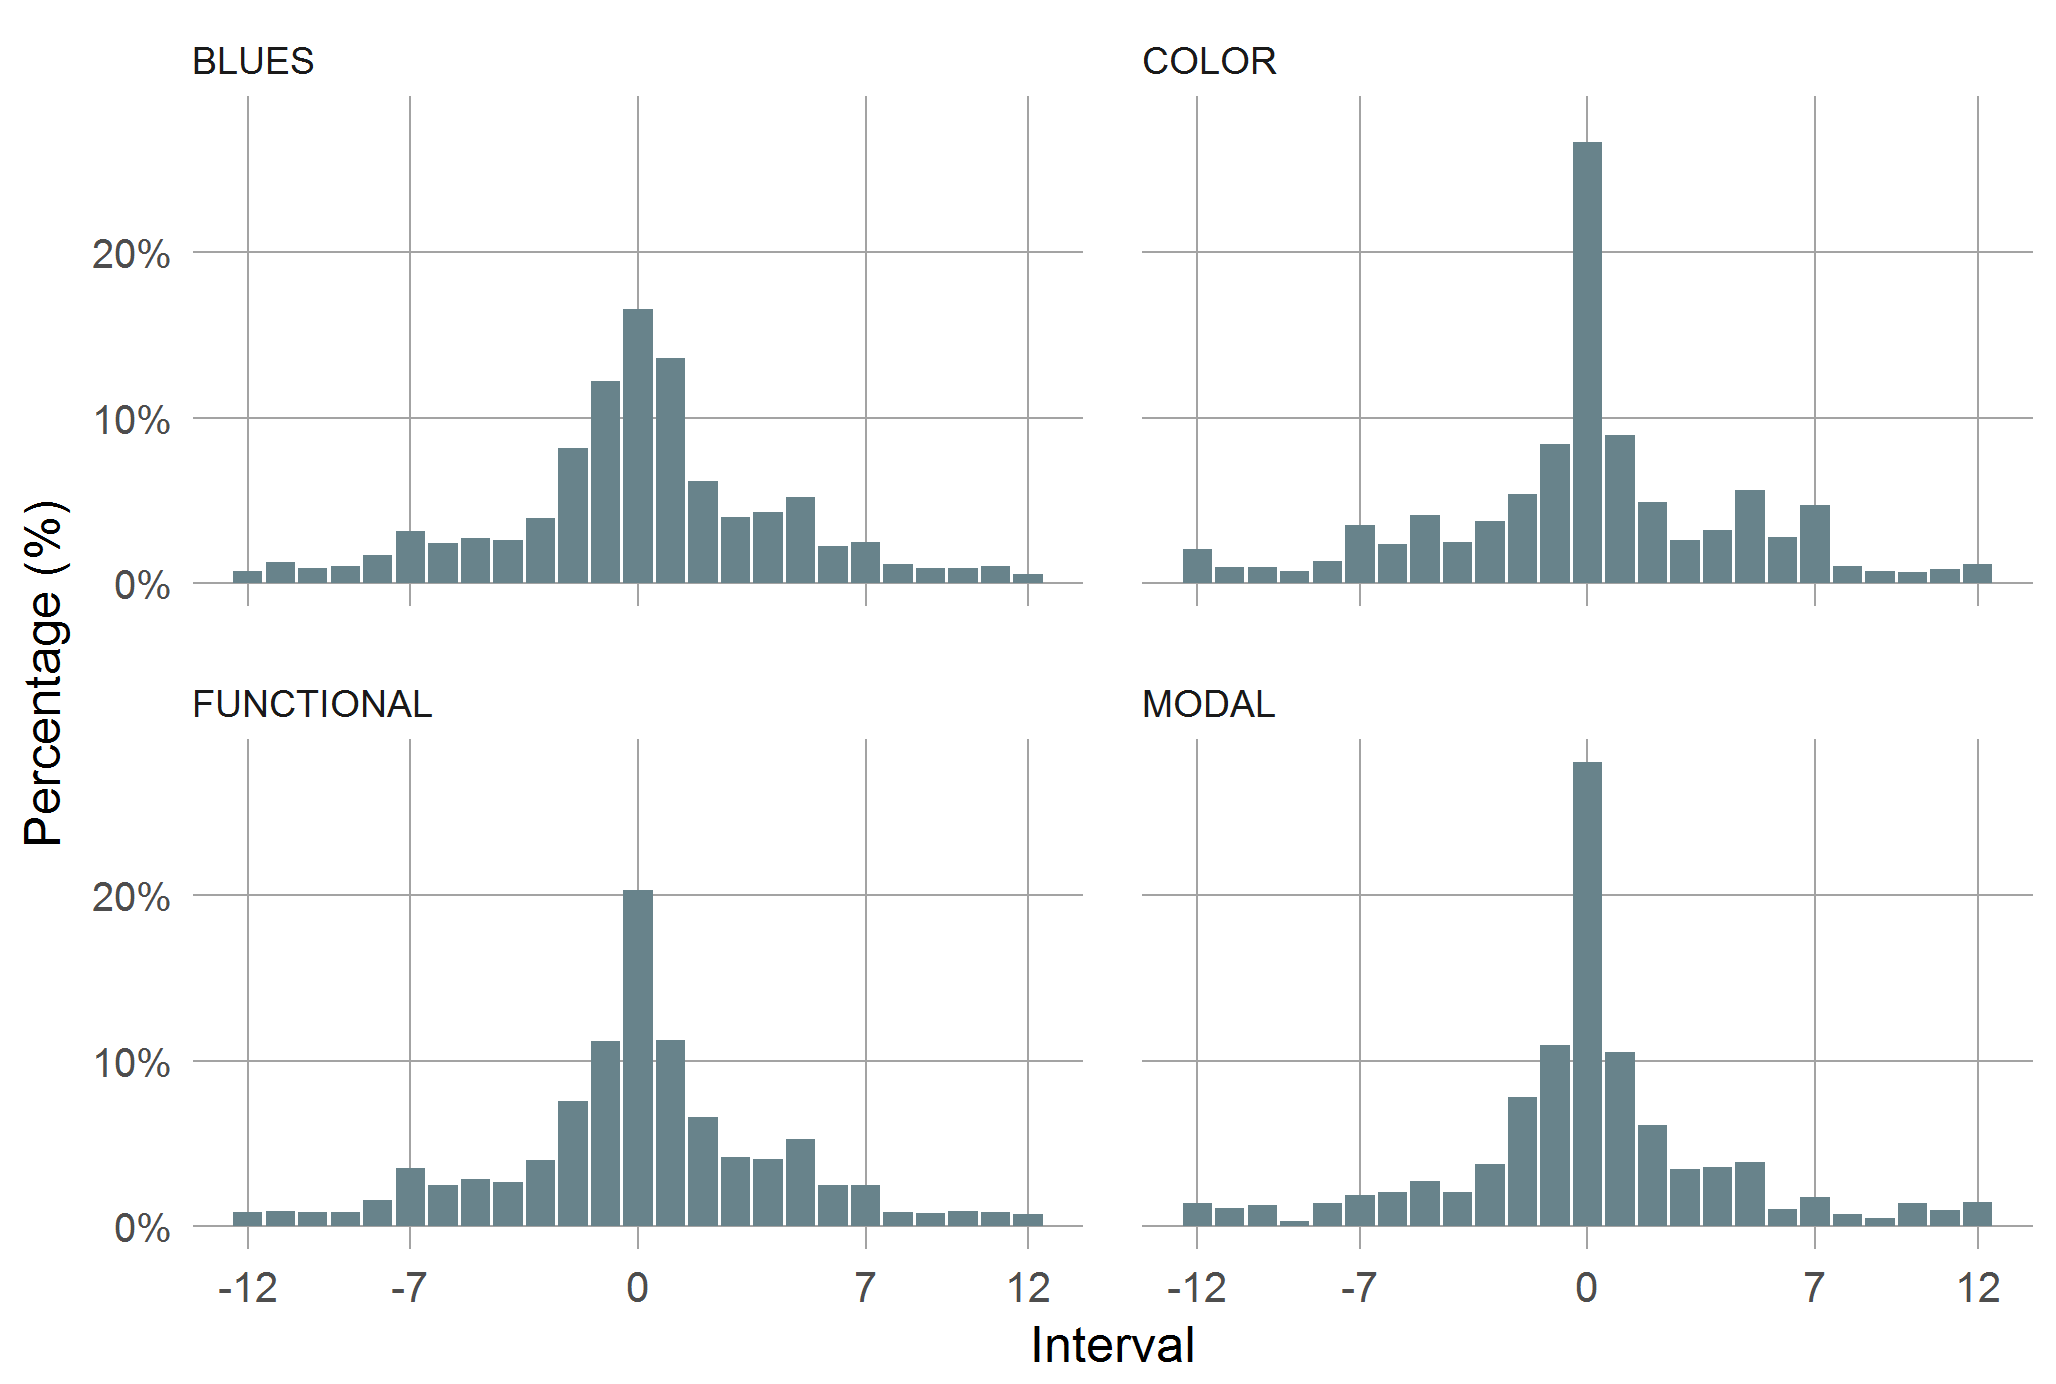 BLUES
COLOR
20%
10%
0%
Percentage (%)
FUNCTIONAL
MODAL
20%
10%
0%
-12 -7 0 7 12
-12 -7 0 7 12
Interval